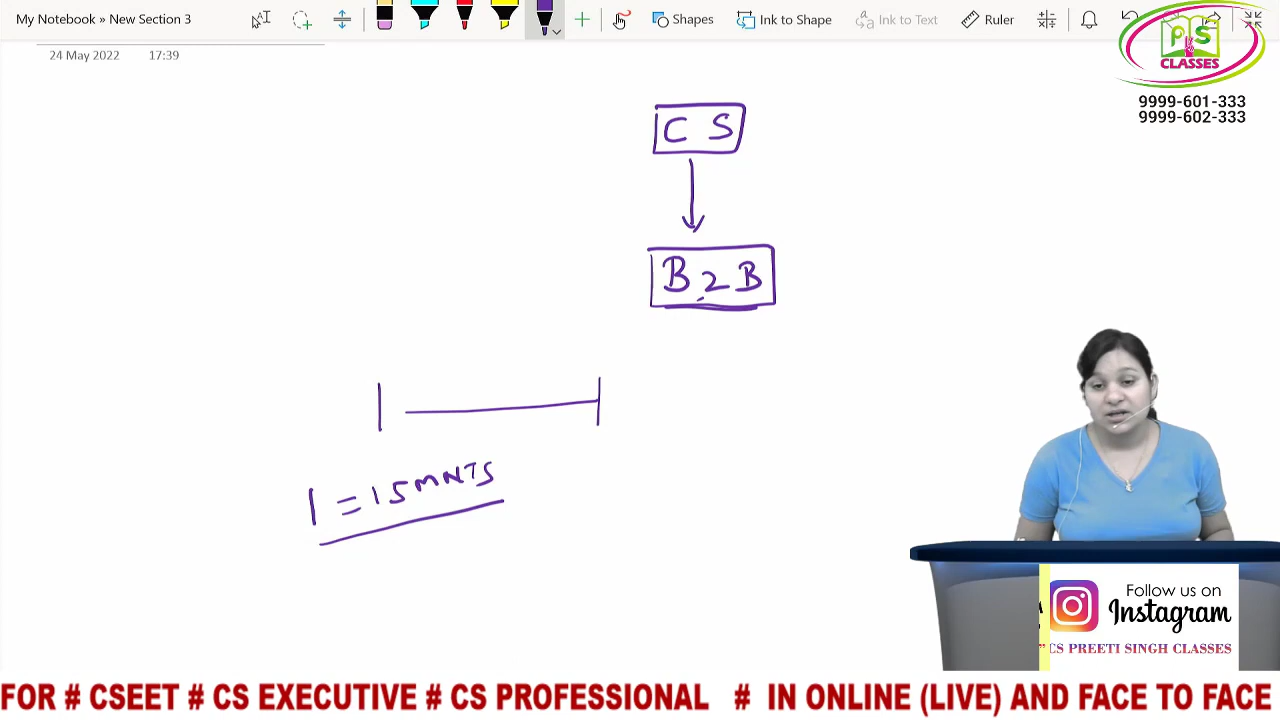 My Notebook » New Section 3
Shapes
Ink to Shape
Ink to Text
Ruler
24 May 2022 17:39
PS
CLASSES
9999-601-333
9999-602-333
C S
B2B
1 = 15 MNTS
Follow us on
Instagram
" CS PREETI SINGH CLASSES
FOR # CSEET # CS EXECUTIVE # CS PROFESSIONAL # IN ONLINE (LIVE) AND FACE TO FACE